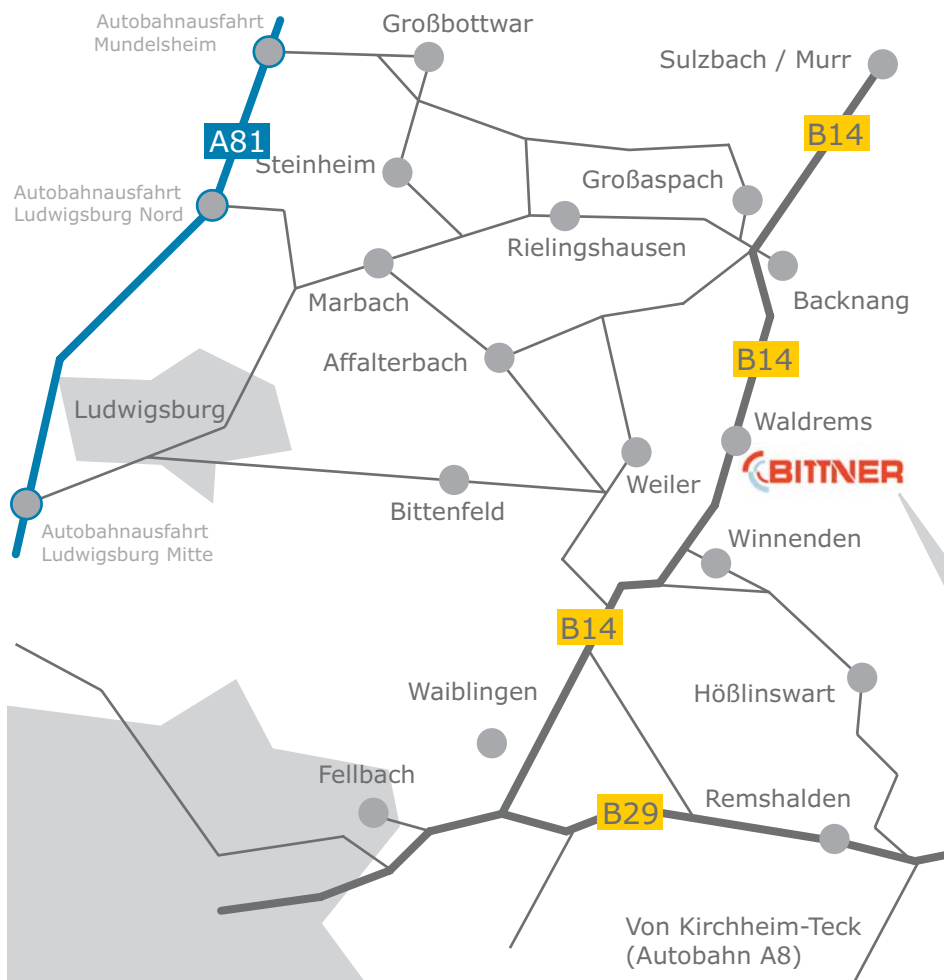 Autobahnausfahrt
Mundelsheim
Großbottwar
Sulzbach / Murr
A81
B14
Steinheim
Großaspach
Autobahnausfahrt
Ludwigsburg Nord
Rielingshausen
Marbach
Backnang
Affalterbach
B14
Ludwigsburg
Waldrems
BITTNER
Weiler
Bittenfeld
Autobahnausfahrt
Ludwigsburg Mitte
Winnenden
B14
Waiblingen
Hößlinswart
Fellbach
Remshalden
B29
Von Kirchheim-Teck
(Autobahn A8)